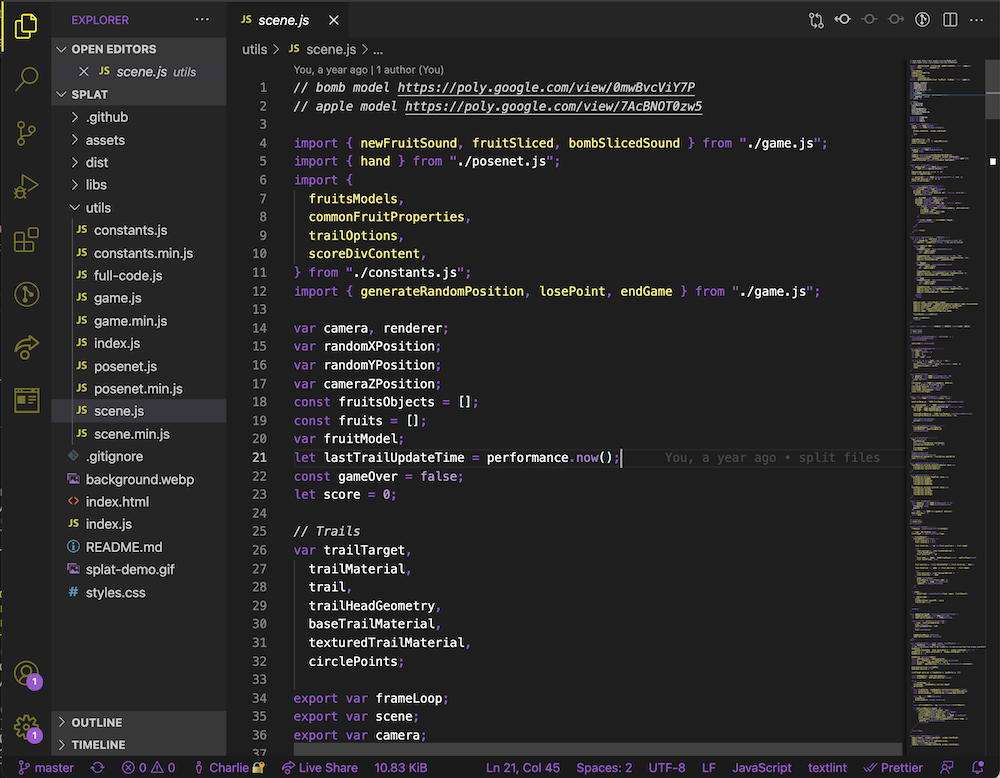 EXPLORER
OPEN EDITORS
JS scene.js utils
SPLAT
.github
assets
dist
libs
utils
JS constants.js
JS constants.min.js
JS full-code.js
JS game.js
JS game.min.js
JS index.js
JS posenet.js
JS posenet.min.js
JS scene.js
JS scene.min.js
.gitignore
background.webp
<> index.html
JS index.js
README.md
splat-demo.gif
# styles.css
OUTLINE
TIMELINE
1
1
JS scene.js
utils > JS scene.js > ...
You, a year ago | 1 author (You)
1 // bomb model https://poly.google.com/view/0mwBvcViY7P
2 // apple model https://poly.google.com/view/7AcBNOT0zw5
3
4 import { newFruitSound, fruitSliced, bombSlicedSound } from "./game.js";
5 import { hand } from "./posenet.js";
6 import {
7 fruitsModels,
8 commonFruitProperties,
9 trailOptions,
10 scoreDivContent,
11 } from "./constants.js";
12 import { generateRandomPosition, losePoint, endGame } from "./game.js";
13
14 var camera, renderer;
15 var randomXPosition;
16 var randomYPosition;
17 var cameraZPosition;
18 const fruitsObjects = [];
19 const fruits = [];
20 var fruitModel;
21 let lastTrailUpdateTime = performance.now(); You, a year ago • split files
22 const gameOver = false;
23 let score = 0;
24
25 // Trails
26 var trailTarget,
27 trailMaterial,
28 trail,
29 trailHeadGeometry,
30 baseTrailMaterial,
31 texturedTrailMaterial,
32 circlePoints;
33
34 export var frameLoop;
35 export var scene;
36 export var camera;
37
master 0 0 Charlie🔐 Live Share 10.83 KiB Ln 21, Col 45 Spaces: 2 UTF-8 LF JavaScript textlint Prettier